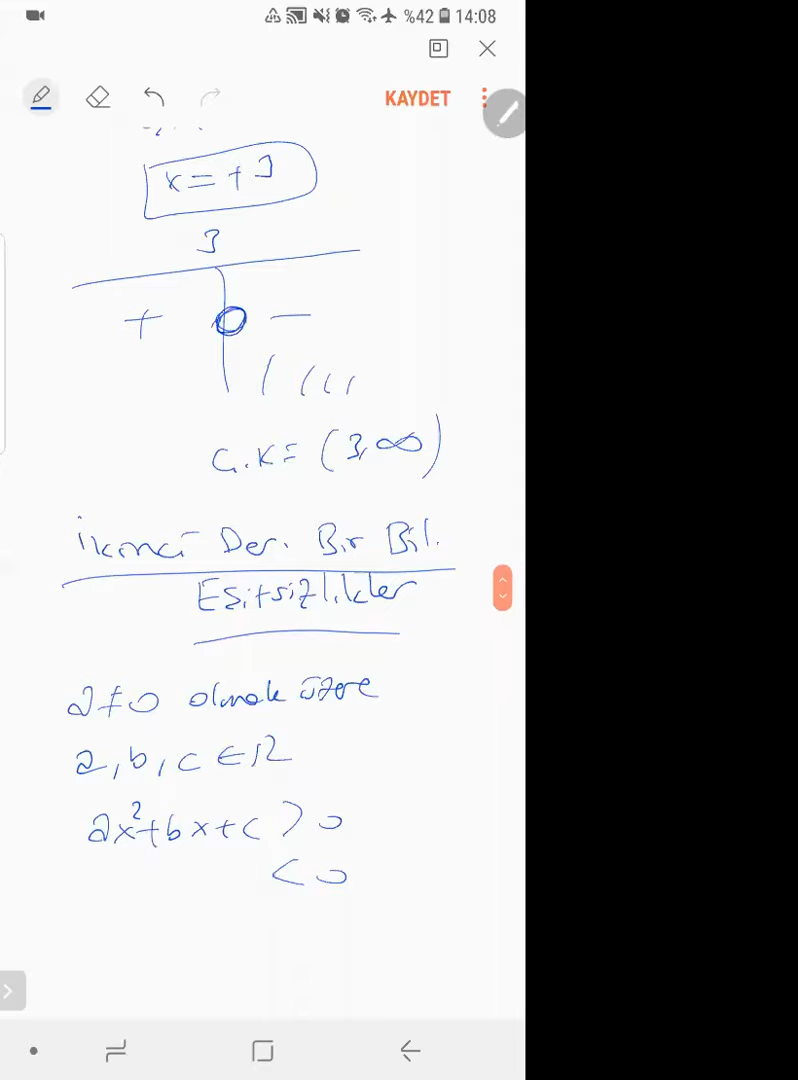 %42 14:08
KAYDET
x = +3
3
+ −
Ç.K = (3, ∞)
İkinci Der. Bir Bil.
Eşitsizlikler
a ≠ 0 olmak üzere
a, b, c ∈ R
ax²+bx+c > 0
< 0